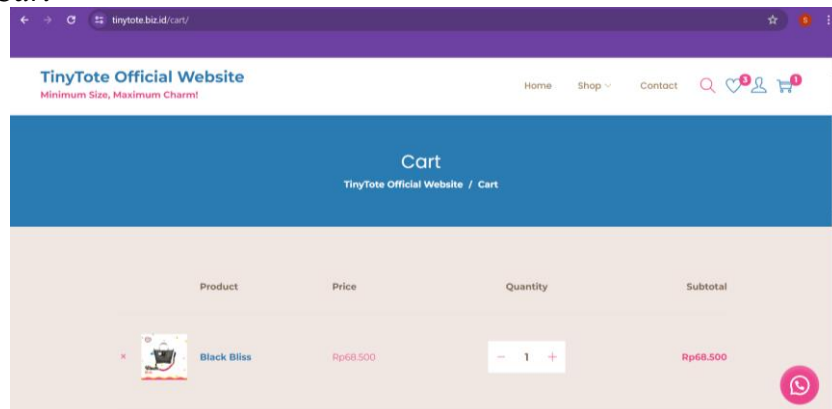 tinytote.biz.id/cart/
S
TinyTote Official Website
Minimum Size, Maximum Charm!
Home Shop Contact 3 1
Cart
TinyTote Official Website / Cart
Product Price Quantity Subtotal
× Black Bliss Rp68.500 − 1 + Rp68.500